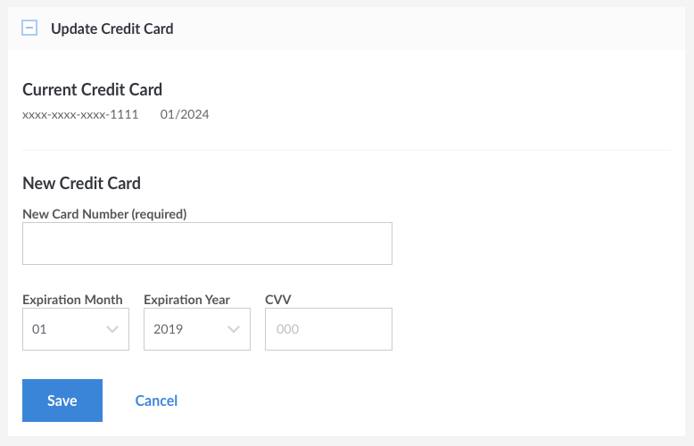 Update Credit Card
Current Credit Card
xxxx-xxxx-xxxx-1111 01/2024
New Credit Card
New Card Number (required)
Expiration Month Expiration Year CVV
01 2019 000
Save Cancel